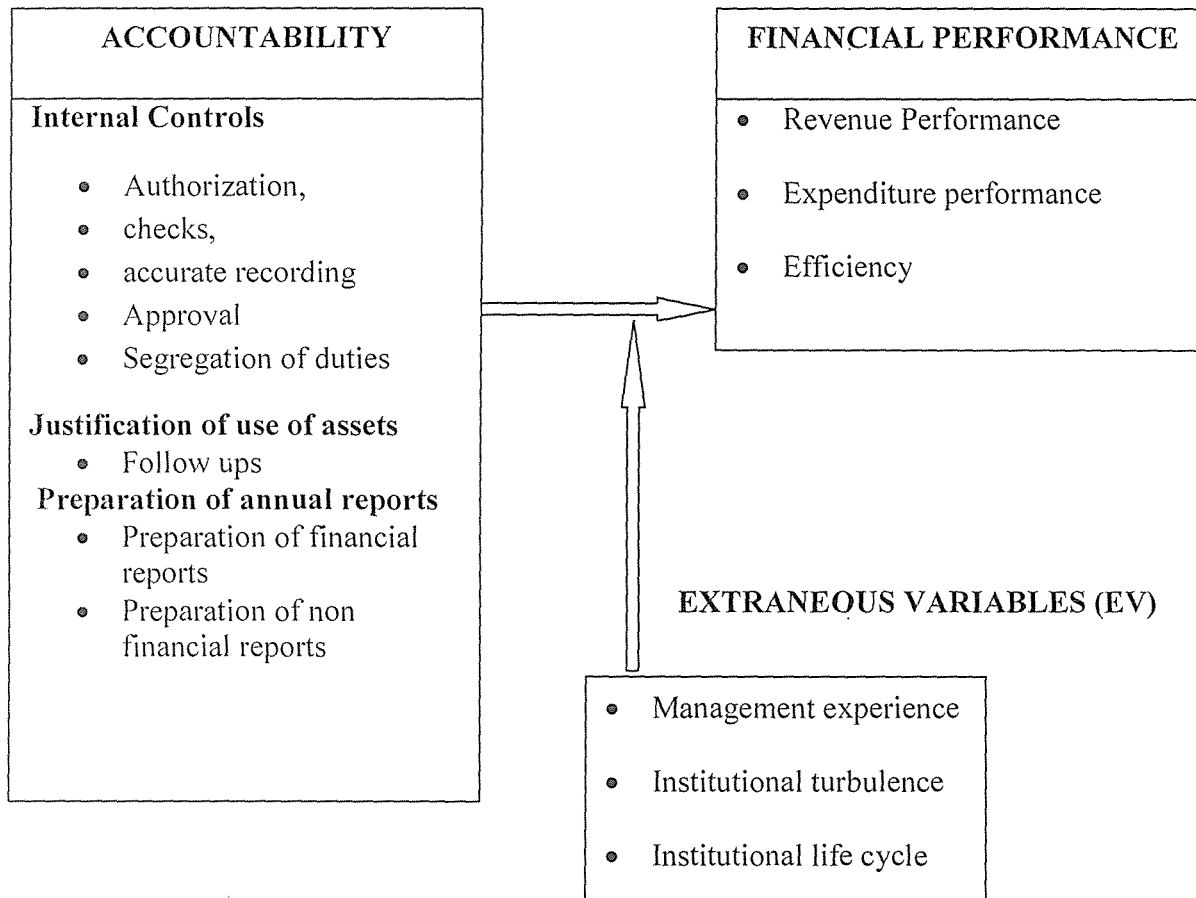 ACCOUNTABILITY
Internal Controls
• Authorization,
• checks,
• accurate recording
• Approval
• Segregation of duties
Justification of use of assets
• Follow ups
Preparation of annual reports
• Preparation of financial
reports
• Preparation of non
financial reports
FINANCIAL PERFORMANCE
• Revenue Performance
• Expenditure performance
• Efficiency
EXTRANEOUS VARIABLES (EV)
• Management experience
• Institutional turbulence
• Institutional life cycle